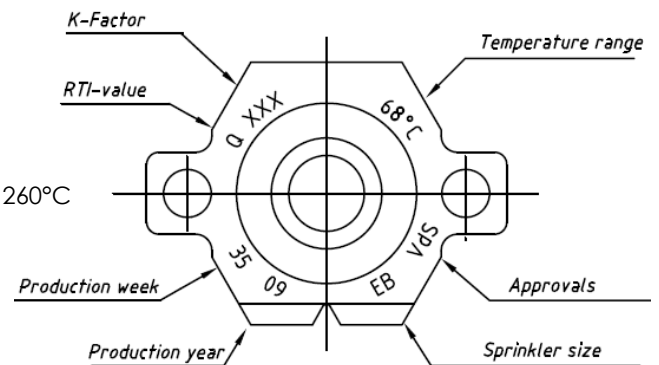 K-Factor
Temperature range
RTI-value
Q XXX
68°C
260°C
35
09
EB
VdS
Production week
Approvals
Production year
Sprinkler size